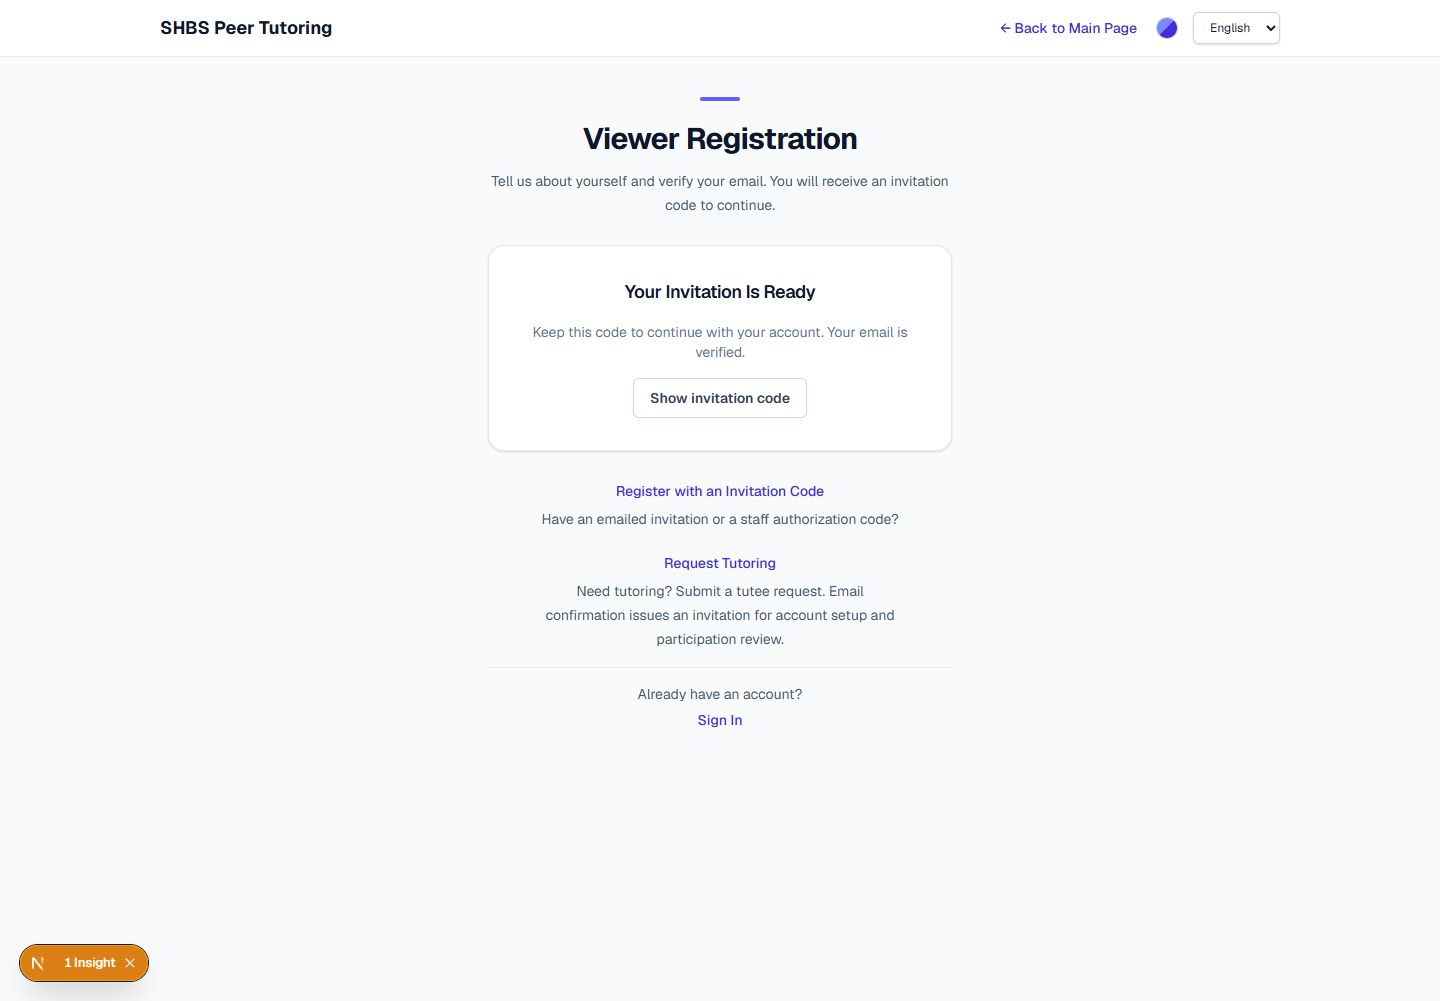 SHBS Peer Tutoring
← Back to Main Page
English
Viewer Registration
Tell us about yourself and verify your email. You will receive an invitation
code to continue.
Your Invitation Is Ready
Keep this code to continue with your account. Your email is
verified.
Show invitation code
Register with an Invitation Code
Have an emailed invitation or a staff authorization code?
Request Tutoring
Need tutoring? Submit a tutee request. Email
confirmation issues an invitation for account setup and
participation review.
Already have an account?
Sign In
N 1 Insight